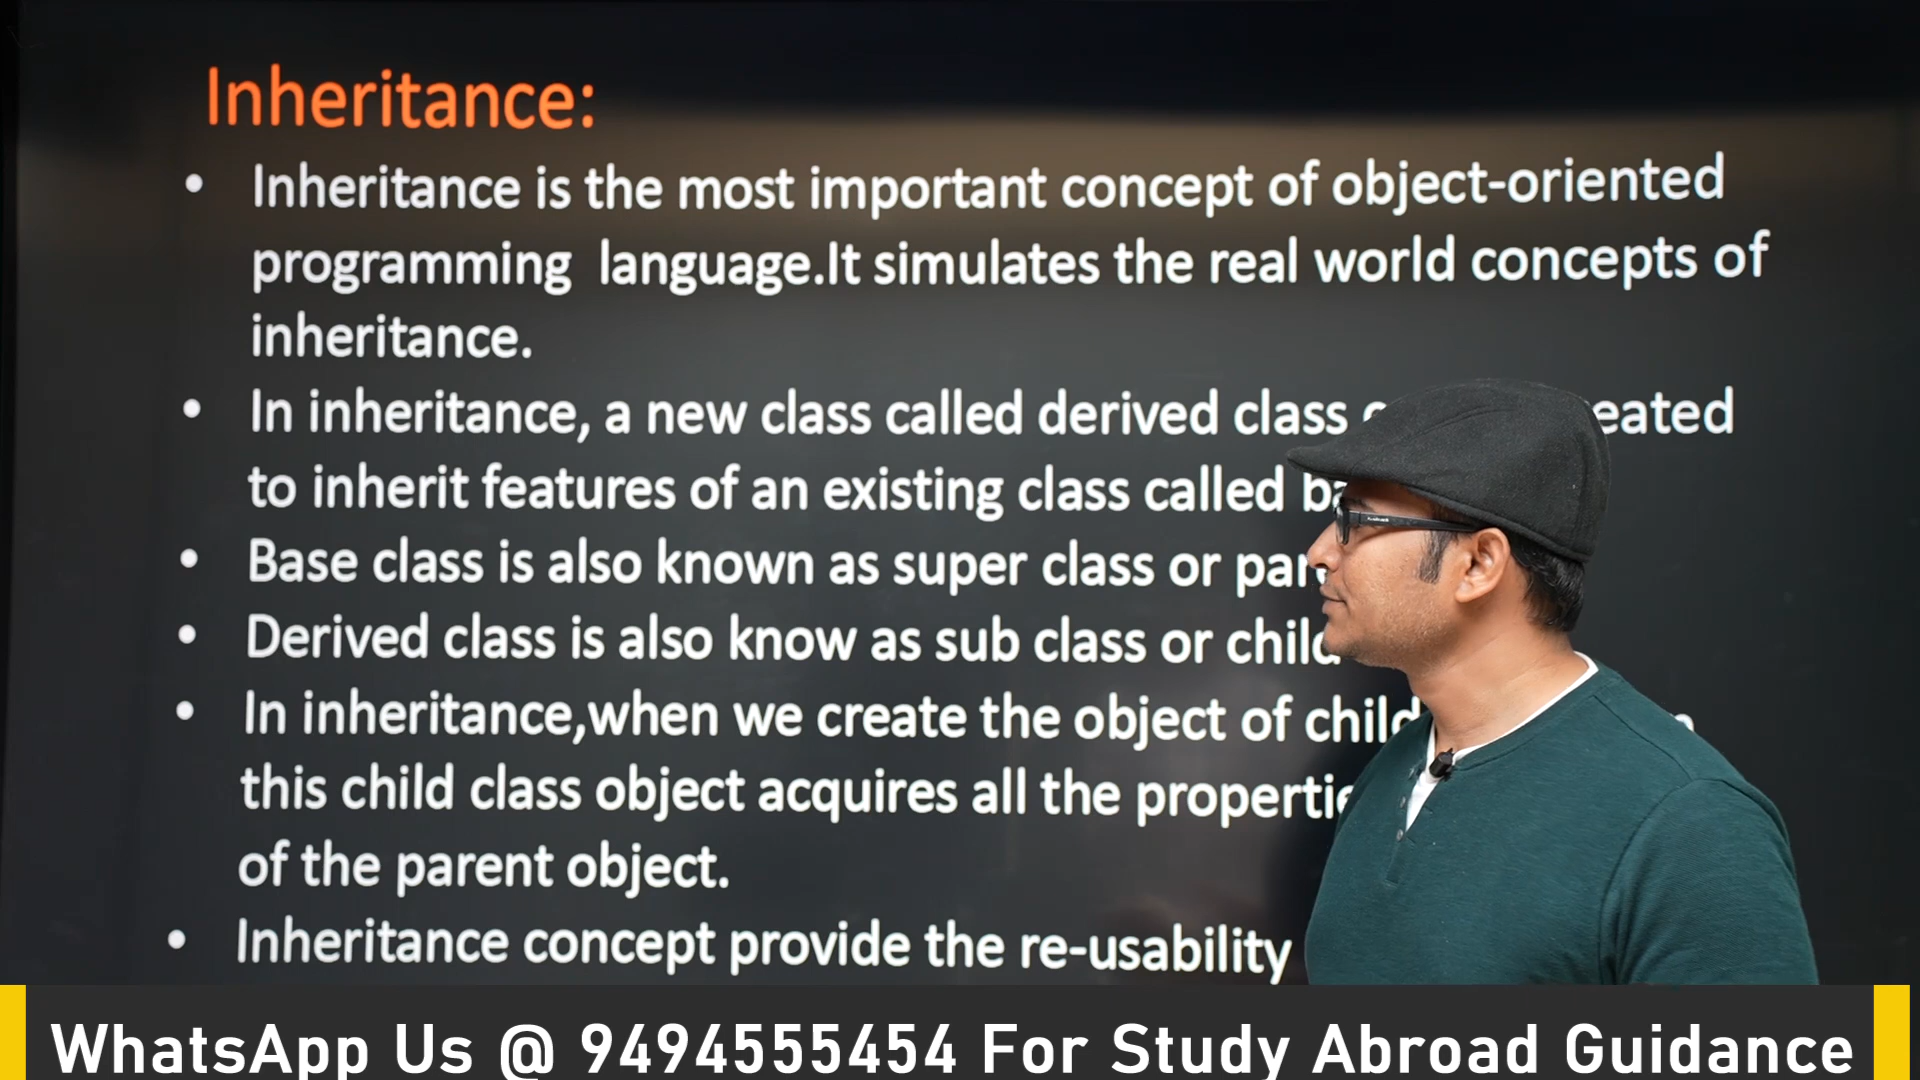 Inheritance:
• Inheritance is the most important concept of object-oriented
programming language.It simulates the real world concepts of
inheritance.
• In inheritance, a new class called derived class
to inherit features of an existing class called
• Base class is also known as super class or
• Derived class is also know as sub class or child
• In inheritance,when we create the object of child
this child class object acquires all the
of the parent object.
• Inheritance concept provide the re-usability
WhatsApp Us @ 9494555454 For Study Abroad Guidance